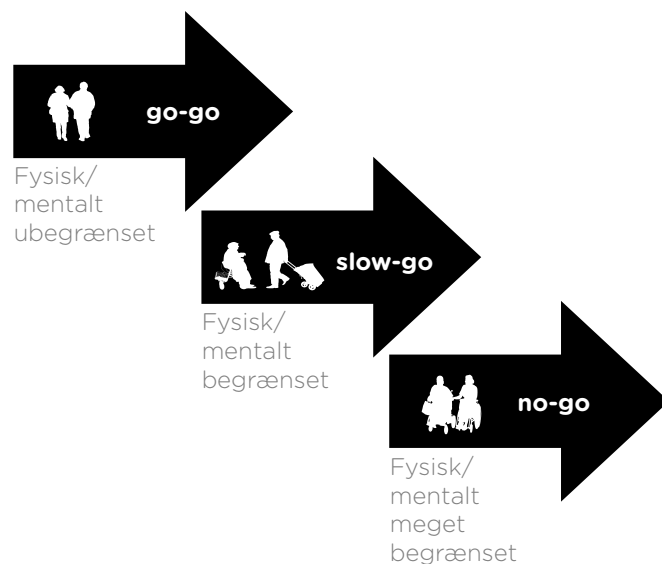 go-go
Fysisk/
mentalt
ubegrænset
slow-go
Fysisk/
mentalt
begrænset
no-go
Fysisk/
mentalt
meget
begrænset